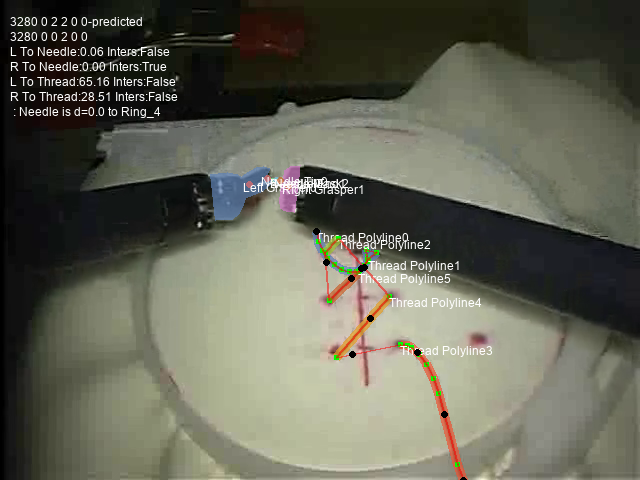 3280 0 2 2 0 0-predicted
3280 0 0 2 0 0
L To Needle:0.06 Inters:False
R To Needle:0.00 Inters:True
L To Thread:65.16 Inters:False
R To Thread:28.51 Inters:False
: Needle is d=0.0 to Ring_4
Right Grasper1
Thread Polyline0
Thread Polyline2
Thread Polyline1
Thread Polyline5
Thread Polyline4
Thread Polyline3